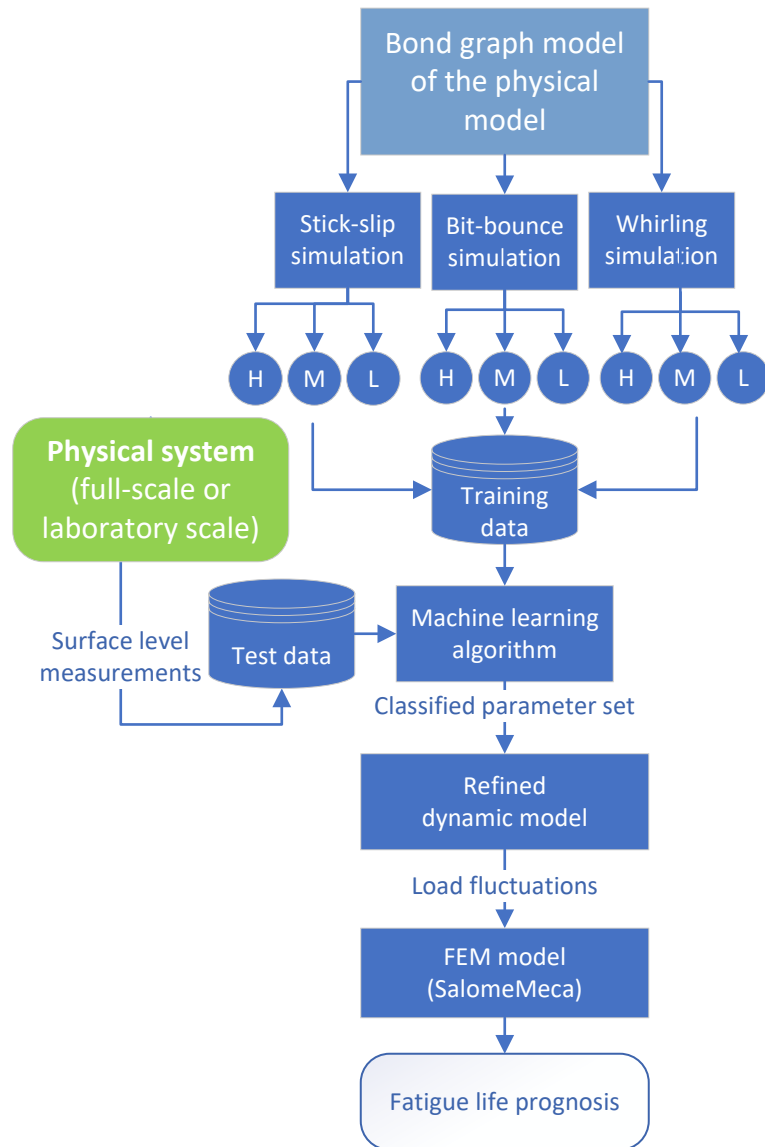 Bond graph model
of the physical
model
Stick-slip
simulation
Bit-bounce
simulation
Whirling
simulation
H
M
L
H
M
L
H
M
L
Physical system
(full-scale or
laboratory scale)
Training
data
Surface level
measurements
Test data
Machine learning
algorithm
Classified parameter set
Refined
dynamic model
Load fluctuations
FEM model
(SalomeMeca)
Fatigue life prognosis